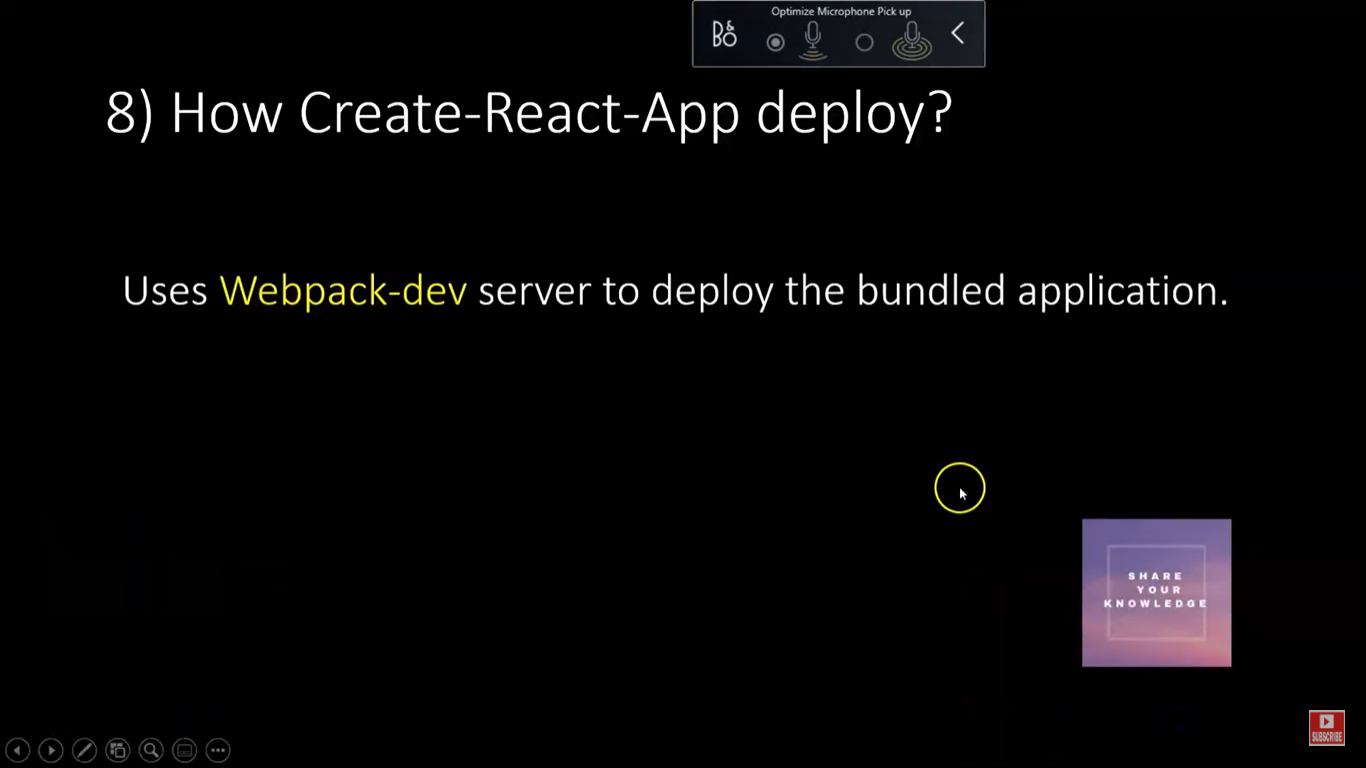 Optimize Microphone Pick up
B&O
8) How Create-React-App deploy?
Uses Webpack-dev server to deploy the bundled application.
SHARE
YOUR
KNOWLEDGE
SUBSCRIBE